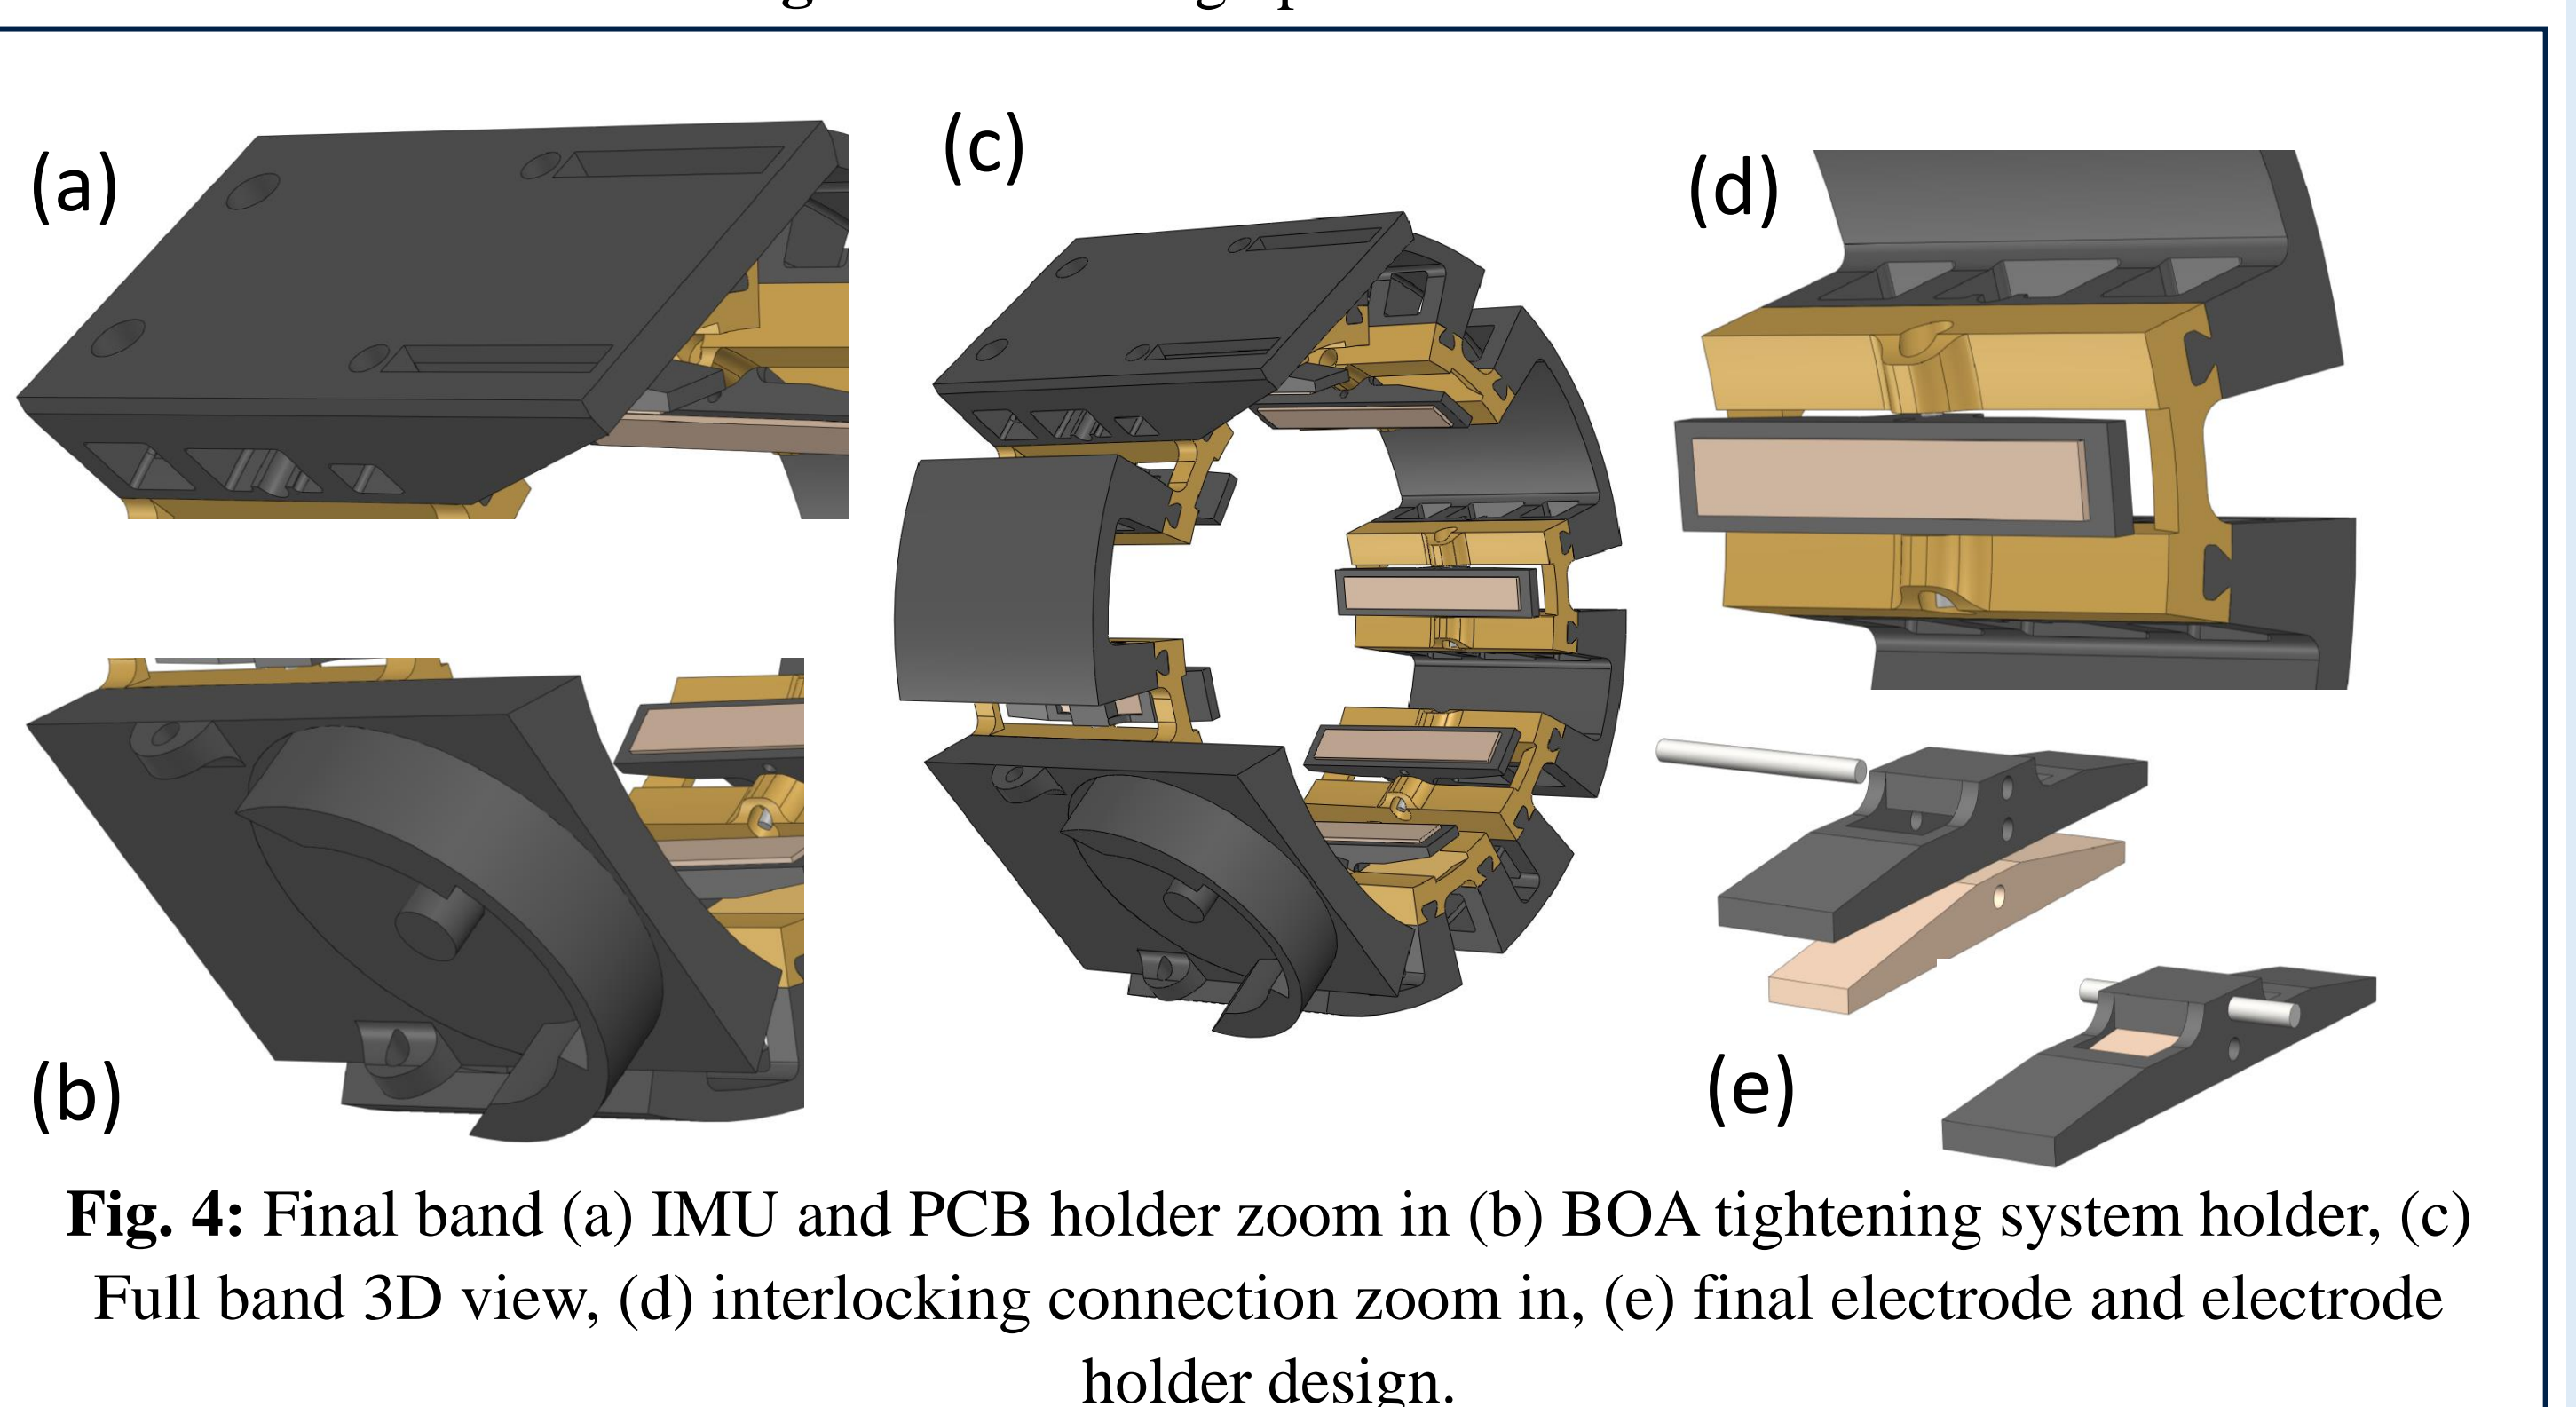 (a)
(c)
(d)
(b)
(e)
Fig. 4: Final band (a) IMU and PCB holder zoom in (b) BOA tightening system holder, (c)
Full band 3D view, (d) interlocking connection zoom in, (e) final electrode and electrode
holder design.